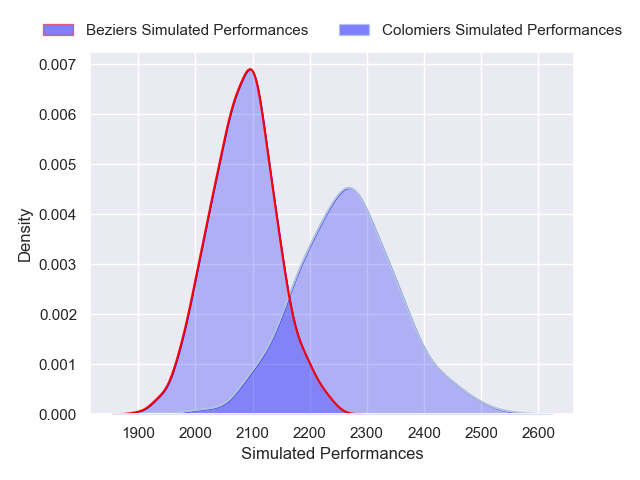 Beziers Simulated Performances Colomiers Simulated Performances
0.007
0.006
0.005
0.004
0.003
0.002
0.001
0.000
Density
1900 2000 2100 2200 2300 2400 2500 2600
Simulated Performances